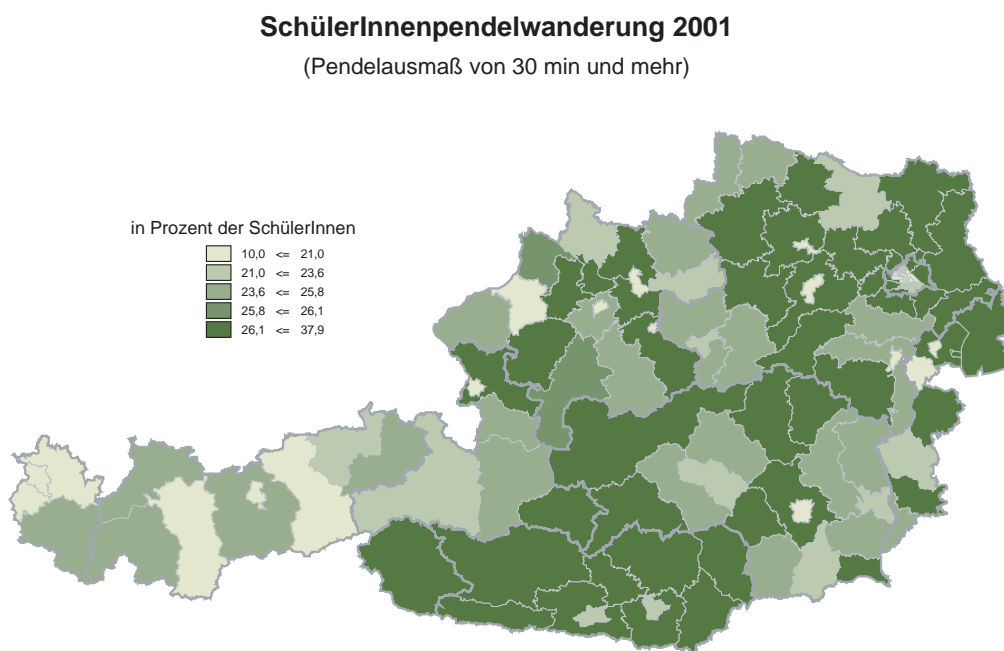 SchülerInnenpendelwanderung 2001
(Pendelausmaß von 30 min und mehr)
in Prozent der SchülerInnen
10,0 <= 21,0
21,0 <= 23,6
23,6 <= 25,8
25,8 <= 26,1
26,1 <= 37,9